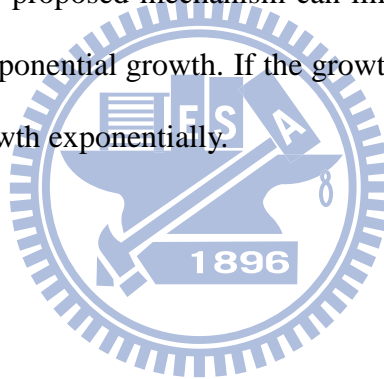 proposed mechanism can
ponential growth. If the growt
wth exponentially.
E S
A
1896